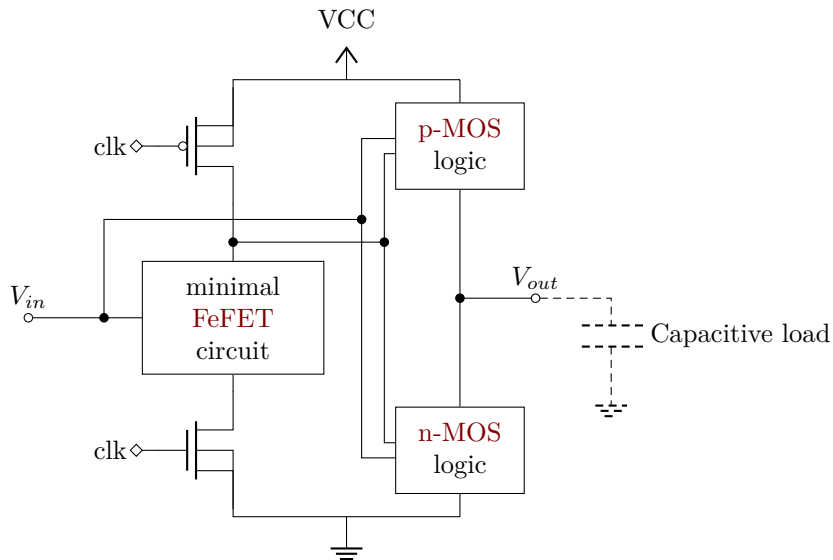 VCC
clk
p-MOS
logic
V_in
minimal
FeFET
circuit
V_out
Capacitive load
clk
n-MOS
logic